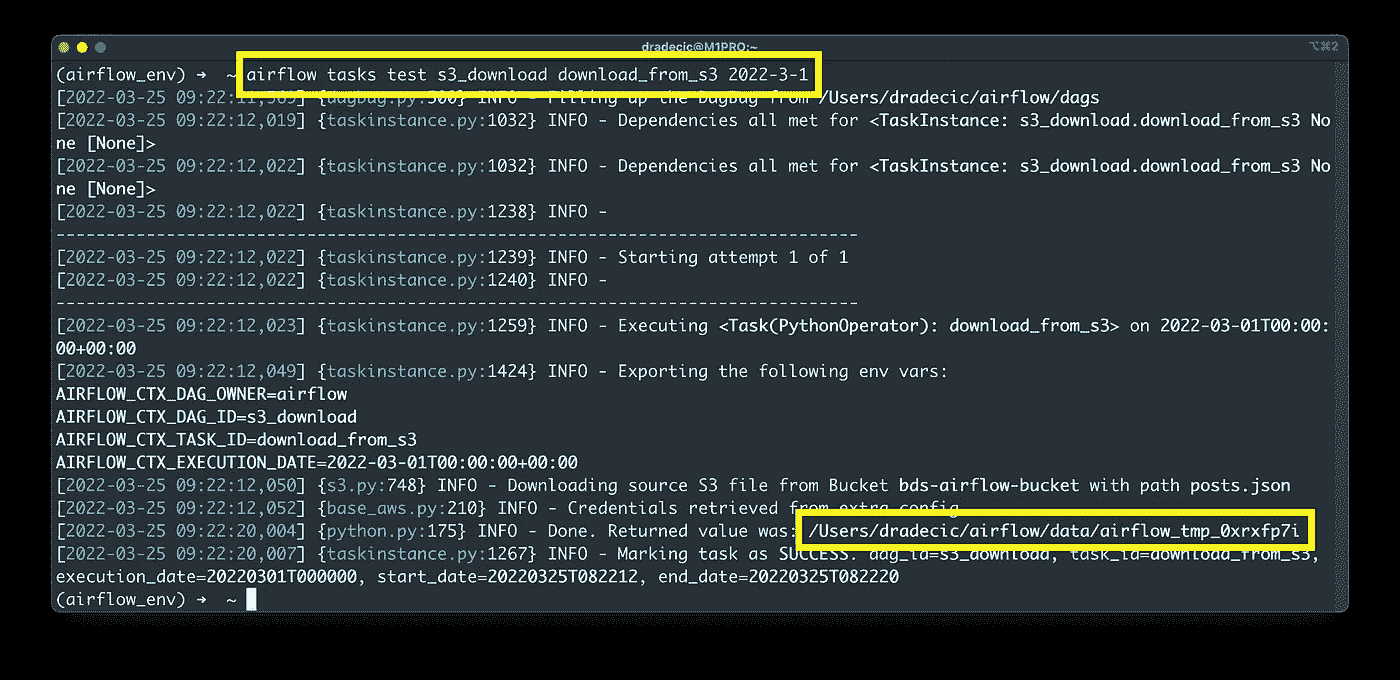 dradecic@M1PRO:~
⌥⌘2
(airflow_env) → ~ airflow tasks test s3_download download_from_s3 2022-3-1
[2022-03-25 09:22:11,569] {dagbag.py:500} INFO - Filling up the DagBag from /Users/dradecic/airflow/dags
[2022-03-25 09:22:12,019] {taskinstance.py:1032} INFO - Dependencies all met for <TaskInstance: s3_download.download_from_s3 No
ne [None]>
[2022-03-25 09:22:12,022] {taskinstance.py:1032} INFO - Dependencies all met for <TaskInstance: s3_download.download_from_s3 No
ne [None]>
[2022-03-25 09:22:12,022] {taskinstance.py:1238} INFO -
--------------------------------------------------------------------------------
[2022-03-25 09:22:12,022] {taskinstance.py:1239} INFO - Starting attempt 1 of 1
[2022-03-25 09:22:12,022] {taskinstance.py:1240} INFO -
--------------------------------------------------------------------------------
[2022-03-25 09:22:12,023] {taskinstance.py:1259} INFO - Executing <Task(PythonOperator): download_from_s3> on 2022-03-01T00:00:
00+00:00
[2022-03-25 09:22:12,049] {taskinstance.py:1424} INFO - Exporting the following env vars:
AIRFLOW_CTX_DAG_OWNER=airflow
AIRFLOW_CTX_DAG_ID=s3_download
AIRFLOW_CTX_TASK_ID=download_from_s3
AIRFLOW_CTX_EXECUTION_DATE=2022-03-01T00:00:00+00:00
[2022-03-25 09:22:12,050] {s3.py:748} INFO - Downloading source S3 file from Bucket bds-airflow-bucket with path posts.json
[2022-03-25 09:22:12,052] {base_aws.py:210} INFO - Credentials retrieved from extra_config
[2022-03-25 09:22:20,004] {python.py:175} INFO - Done. Returned value was: /Users/dradecic/airflow/data/airflow_tmp_0xrxfp7i
[2022-03-25 09:22:20,007] {taskinstance.py:1267} INFO - Marking task as SUCCESS. dag_id=s3_download, task_id=download_from_s3,
execution_date=20220301T000000, start_date=20220325T082212, end_date=20220325T082220
(airflow_env) → ~